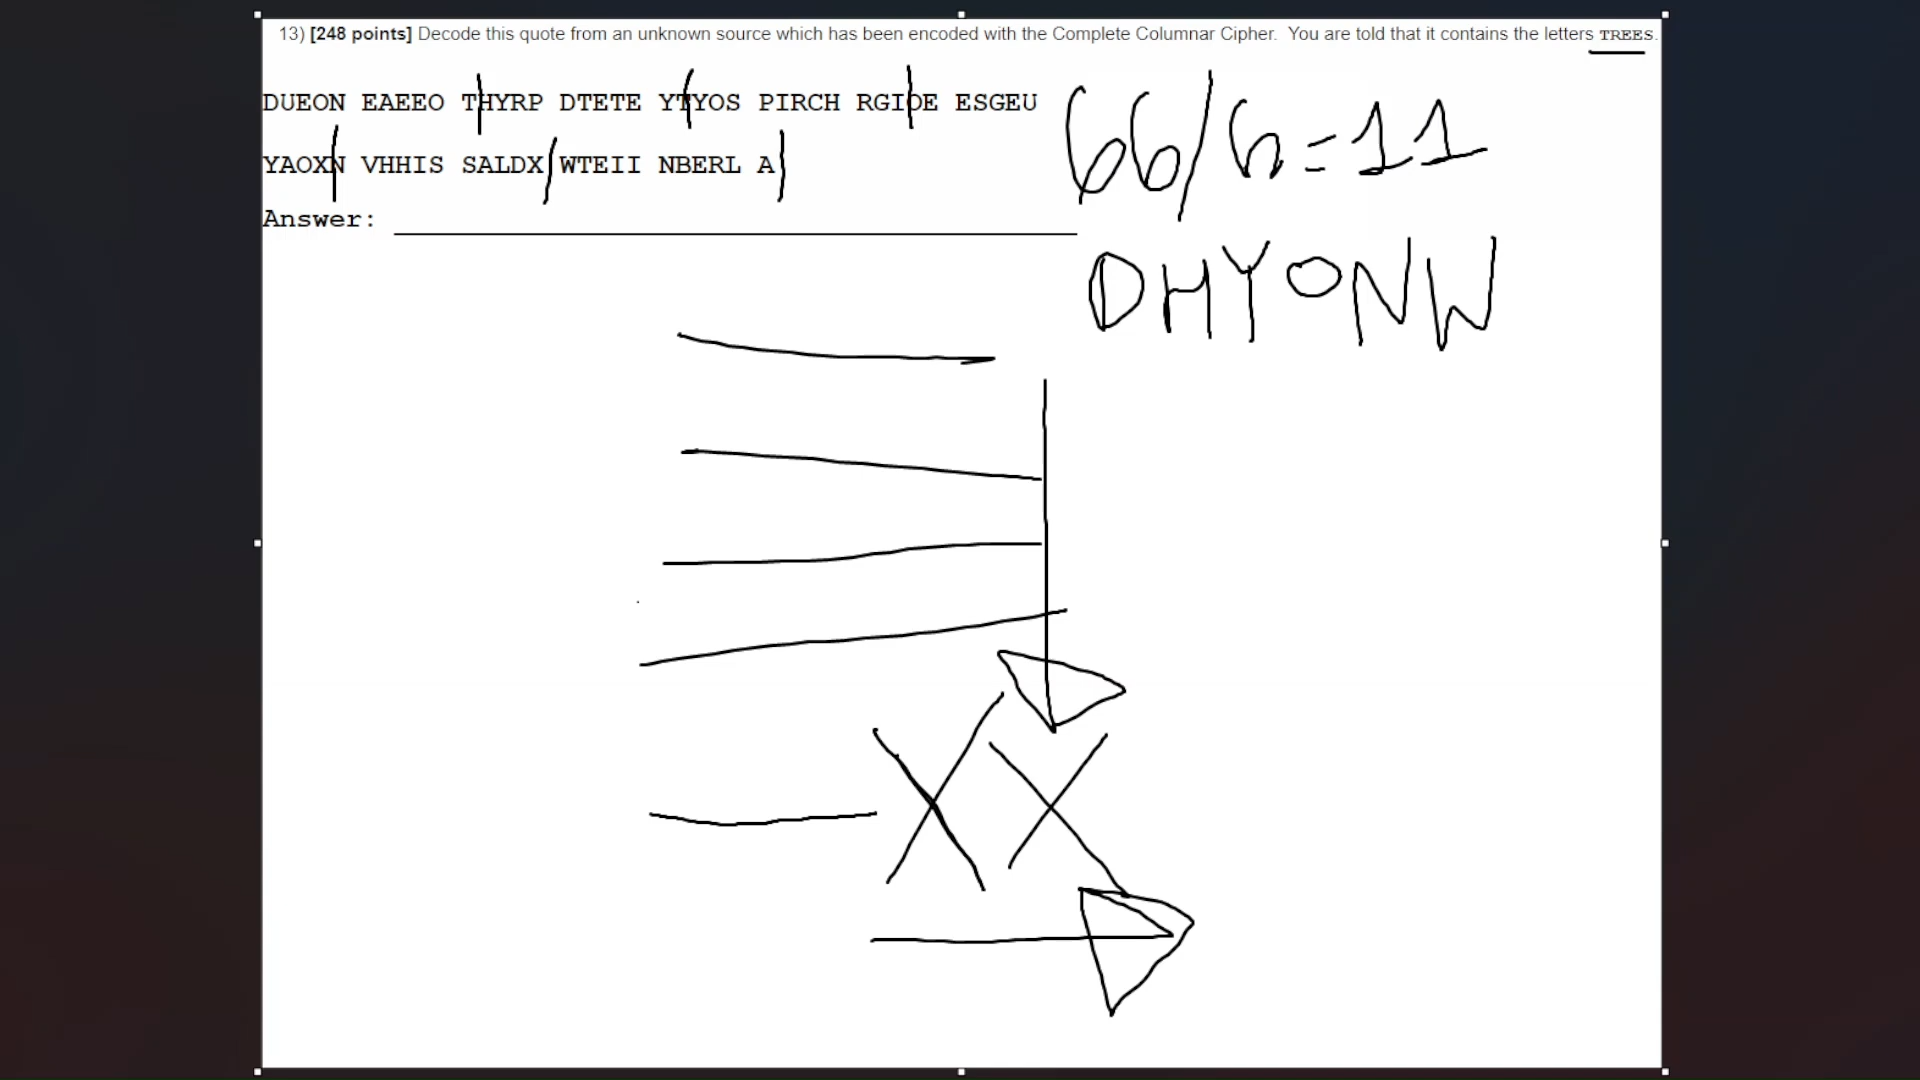 13) [248 points] Decode this quote from an unknown source which has been encoded with the Complete Columnar Cipher. You are told that it contains the letters TREES.
DUEON EAEEO THYRP DTETE YTYOS PIRCH RGIOE ESGEU
66/6=11
YAOXN VHHIS SALDX WTEII NBERL A
Answer:
DHYONW
XX